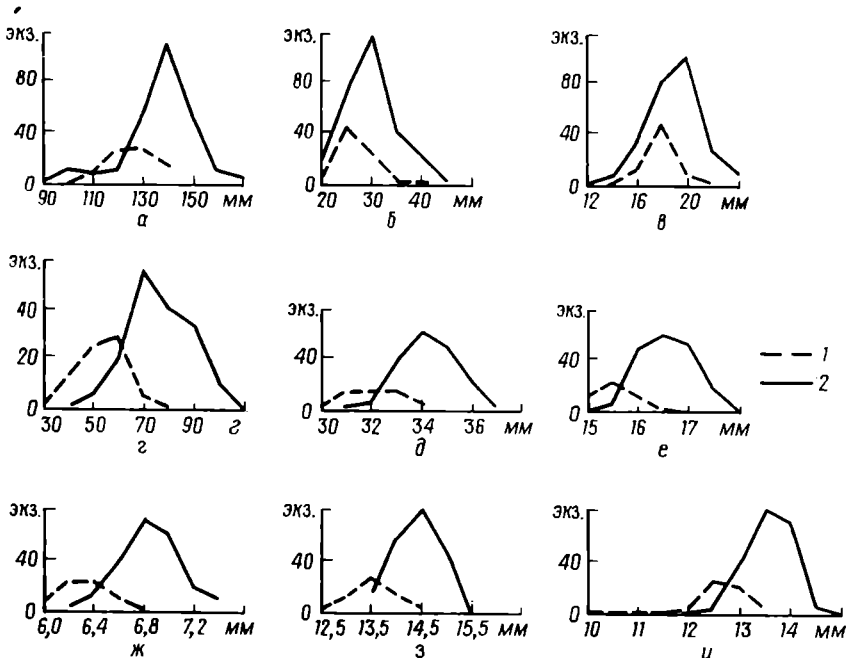 экз. экз. экз.
80 80 80
40 40 40
0 0 0
90 110 130 150 мм 20 30 40 мм 12 16 20 мм
а б в
экз.
40 экз. экз.
20 40 40 1
0 0 0 2
30 50 70 90 г 30 32 34 36 мм 15 16 17 мм
г д е
экз. экз. экз.
40 40 40
0 0 0
6,0 6,4 6,8 7,2 мм 12,5 13,5 14,5 15,5 мм 10 11 12 13 14 мм
ж з и